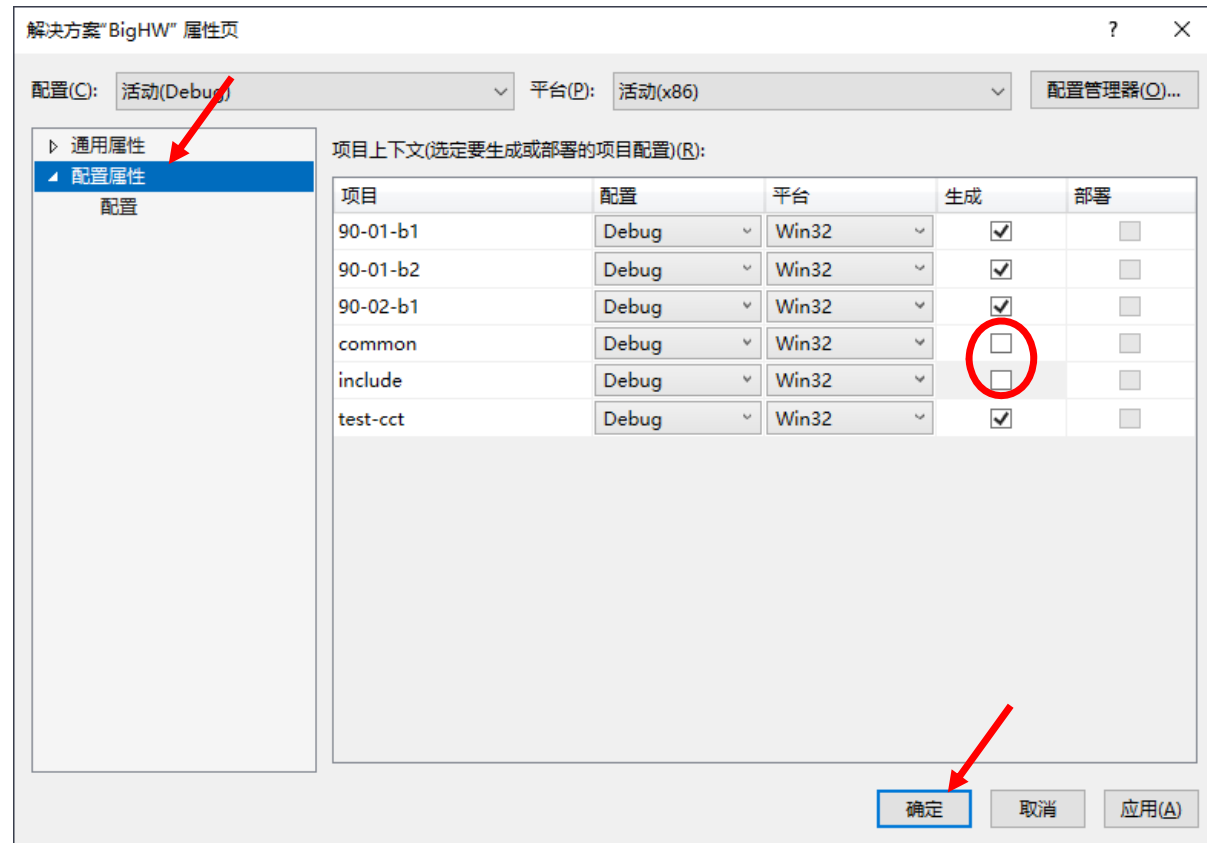 解决方案"BigHW" 属性页 ?
配置(C): 活动(Debug) 平台(P): 活动(x86) 配置管理器(O)...
通用属性
配置属性
配置
项目上下文(选定要生成或部署的项目配置)(R):
项目 配置 平台 生成 部署
90-01-b1 Debug Win32
90-01-b2 Debug Win32
90-02-b1 Debug Win32
common Debug Win32
include Debug Win32
test-cct Debug Win32
确定 取消 应用(A)